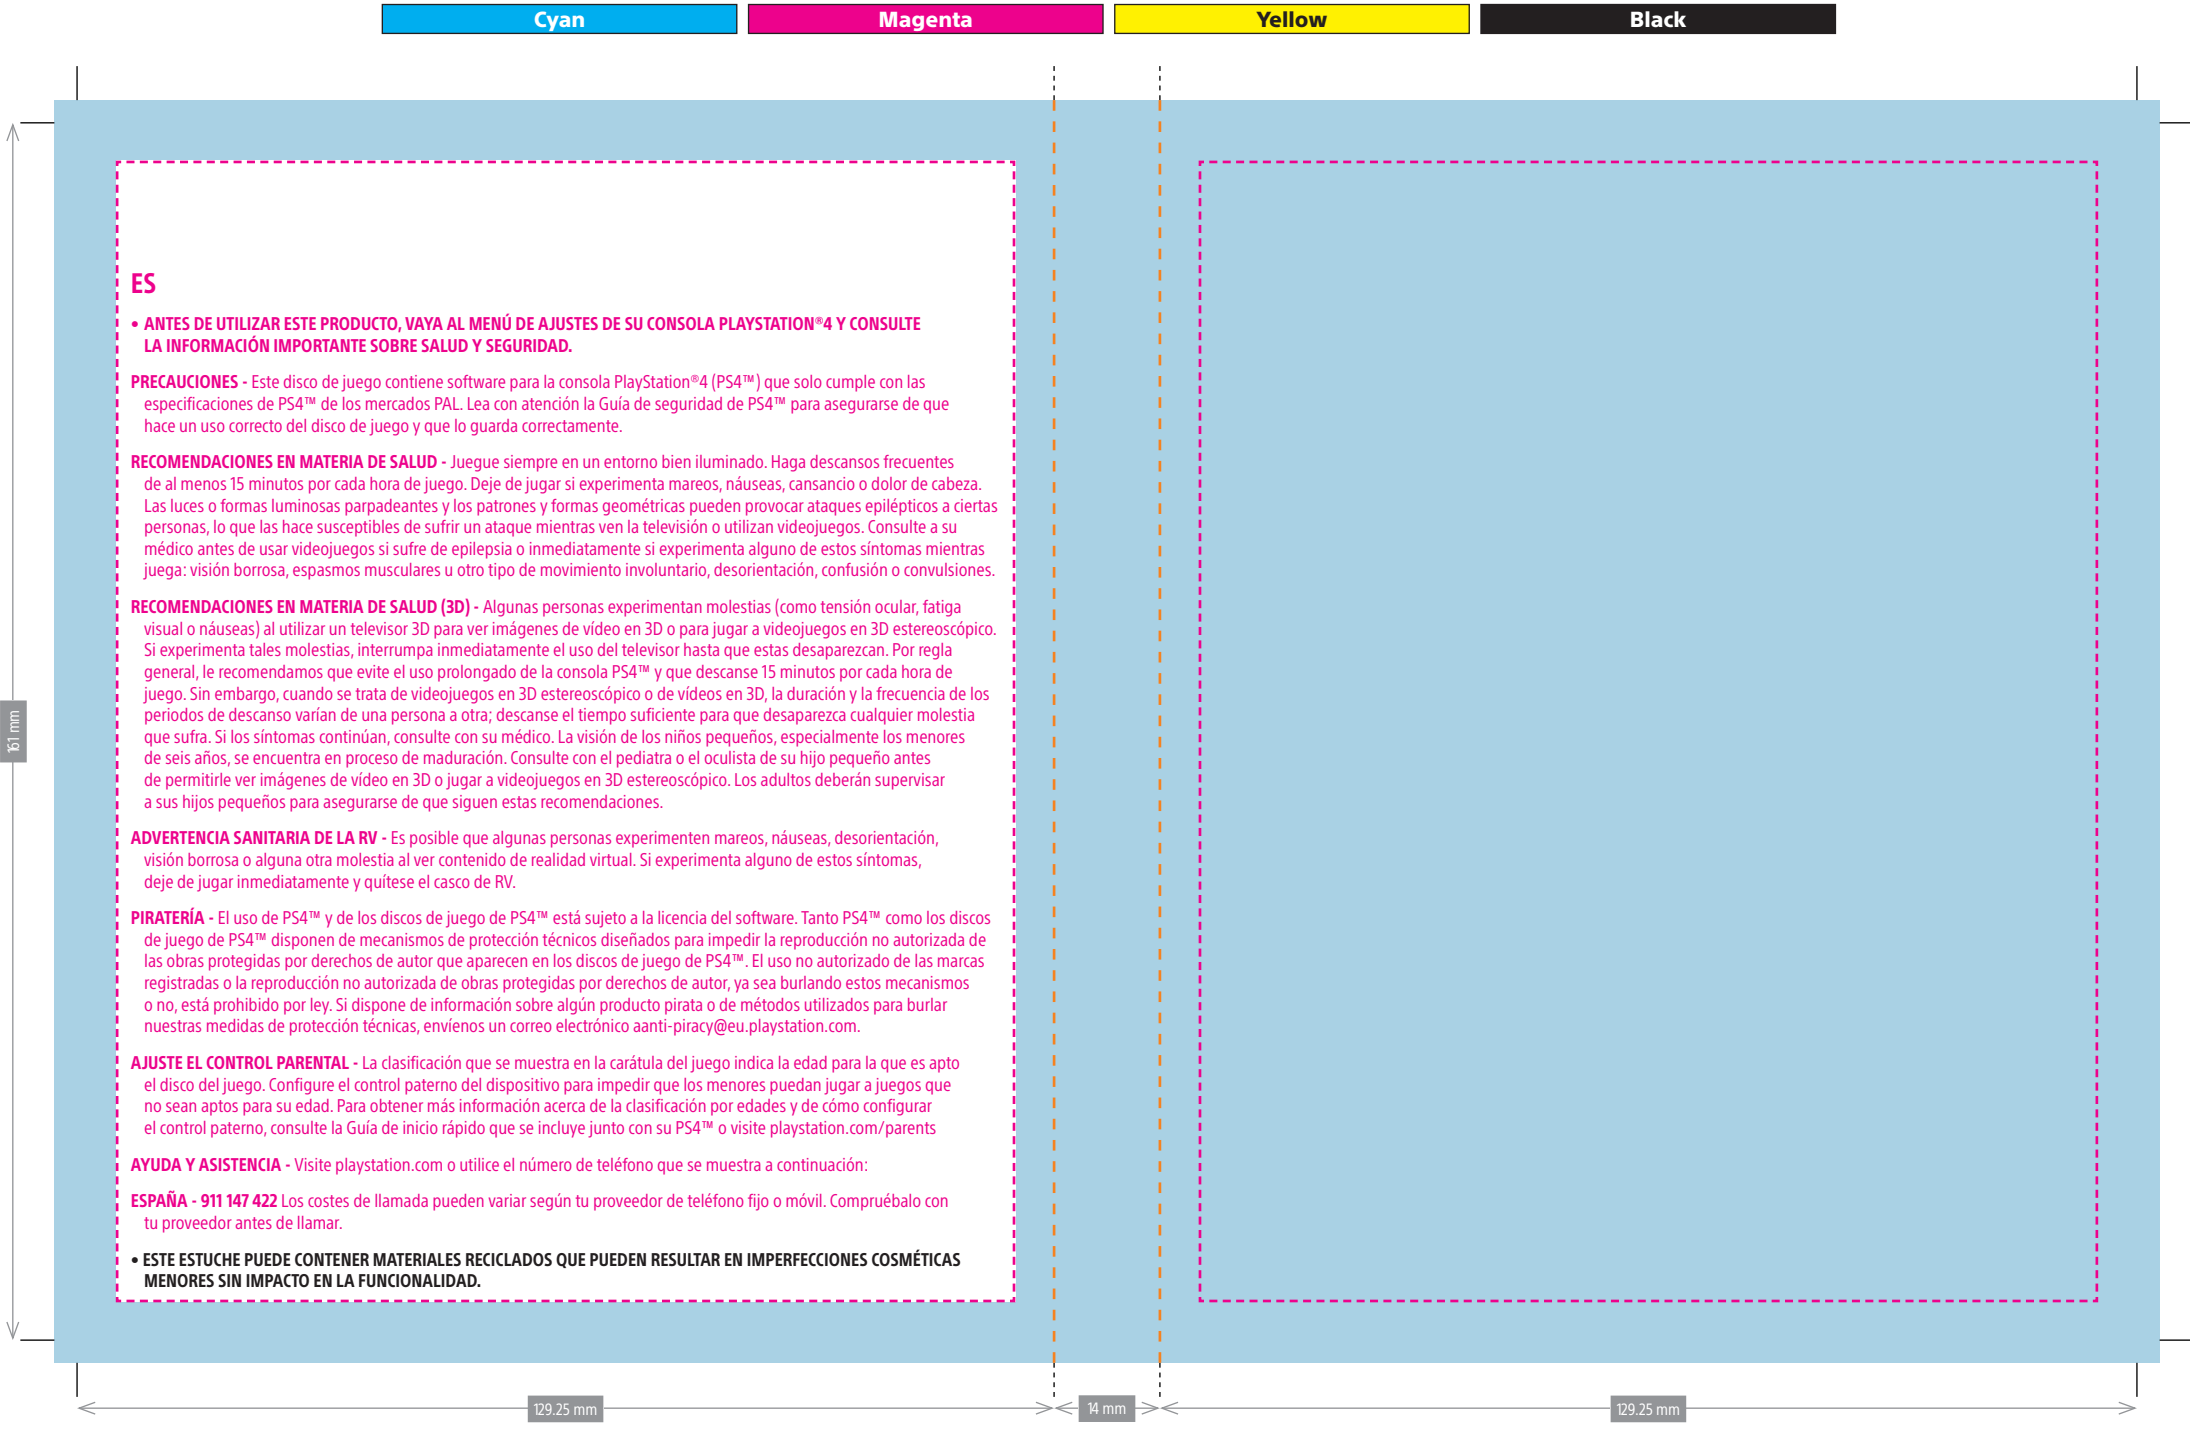 Cyan
Magenta
Yellow
Black
ES
• ANTES DE UTILIZAR ESTE PRODUCTO, VAYA AL MENÚ DE AJUSTES DE SU CONSOLA PLAYSTATION®4 Y CONSULTE
LA INFORMACIÓN IMPORTANTE SOBRE SALUD Y SEGURIDAD.
PRECAUCIONES - Este disco de juego contiene software para la consola PlayStation®4 (PS4™) que solo cumple con las
especificaciones de PS4™ de los mercados PAL. Lea con atención la Guía de seguridad de PS4™ para asegurarse de que
hace un uso correcto del disco de juego y que lo guarda correctamente.
RECOMENDACIONES EN MATERIA DE SALUD - Juegue siempre en un entorno bien iluminado. Haga descansos frecuentes
de al menos 15 minutos por cada hora de juego. Deje de jugar si experimenta mareos, náuseas, cansancio o dolor de cabeza.
Las luces o formas luminosas parpadeantes y los patrones y formas geométricas pueden provocar ataques epilépticos a ciertas
personas, lo que las hace susceptibles de sufrir un ataque mientras ven la televisión o utilizan videojuegos. Consulte a su
médico antes de usar videojuegos si sufre de epilepsia o inmediatamente si experimenta alguno de estos síntomas mientras
juega: visión borrosa, espasmos musculares u otro tipo de movimiento involuntario, desorientación, confusión o convulsiones.
RECOMENDACIONES EN MATERIA DE SALUD (3D) - Algunas personas experimentan molestias (como tensión ocular, fatiga
visual o náuseas) al utilizar un televisor 3D para ver imágenes de vídeo en 3D o para jugar a videojuegos en 3D estereoscópico.
Si experimenta tales molestias, interrumpa inmediatamente el uso del televisor hasta que estas desaparezcan. Por regla
general, le recomendamos que evite el uso prolongado de la consola PS4™ y que descanse 15 minutos por cada hora de
juego. Sin embargo, cuando se trata de videojuegos en 3D estereoscópico o de vídeos en 3D, la duración y la frecuencia de los
periodos de descanso varían de una persona a otra; descanse el tiempo suficiente para que desaparezca cualquier molestia
que sufra. Si los síntomas continúan, consulte con su médico. La visión de los niños pequeños, especialmente los menores
de seis años, se encuentra en proceso de maduración. Consulte con el pediatra o el oculista de su hijo pequeño antes
de permitirle ver imágenes de vídeo en 3D o jugar a videojuegos en 3D estereoscópico. Los adultos deberán supervisar
a sus hijos pequeños para asegurarse de que siguen estas recomendaciones.
ADVERTENCIA SANITARIA DE LA RV - Es posible que algunas personas experimenten mareos, náuseas, desorientación,
visión borrosa o alguna otra molestia al ver contenido de realidad virtual. Si experimenta alguno de estos síntomas,
deje de jugar inmediatamente y quítese el casco de RV.
PIRATERÍA - El uso de PS4™ y de los discos de juego de PS4™ está sujeto a la licencia del software. Tanto PS4™ como los discos
de juego de PS4™ disponen de mecanismos de protección técnicos diseñados para impedir la reproducción no autorizada de
las obras protegidas por derechos de autor que aparecen en los discos de juego de PS4™. El uso no autorizado de las marcas
registradas o la reproducción no autorizada de obras protegidas por derechos de autor, ya sea burlando estos mecanismos
o no, está prohibido por ley. Si dispone de información sobre algún producto pirata o de métodos utilizados para burlar
nuestras medidas de protección técnicas, envíenos un correo electrónico aanti-piracy@eu.playstation.com.
AJUSTE EL CONTROL PARENTAL - La clasificación que se muestra en la carátula del juego indica la edad para la que es apto
el disco del juego. Configure el control paterno del dispositivo para impedir que los menores puedan jugar a juegos que
no sean aptos para su edad. Para obtener más información acerca de la clasificación por edades y de cómo configurar
el control paterno, consulte la Guía de inicio rápido que se incluye junto con su PS4™ o visite playstation.com/parents
AYUDA Y ASISTENCIA - Visite playstation.com o utilice el número de teléfono que se muestra a continuación:
ESPAÑA - 911 147 422 Los costes de llamada pueden variar según tu proveedor de teléfono fijo o móvil. Compruébalo con
tu proveedor antes de llamar.
• ESTE ESTUCHE PUEDE CONTENER MATERIALES RECICLADOS QUE PUEDEN RESULTAR EN IMPERFECCIONES COSMÉTICAS
MENORES SIN IMPACTO EN LA FUNCIONALIDAD.
161 mm
129.25 mm
14 mm
129.25 mm